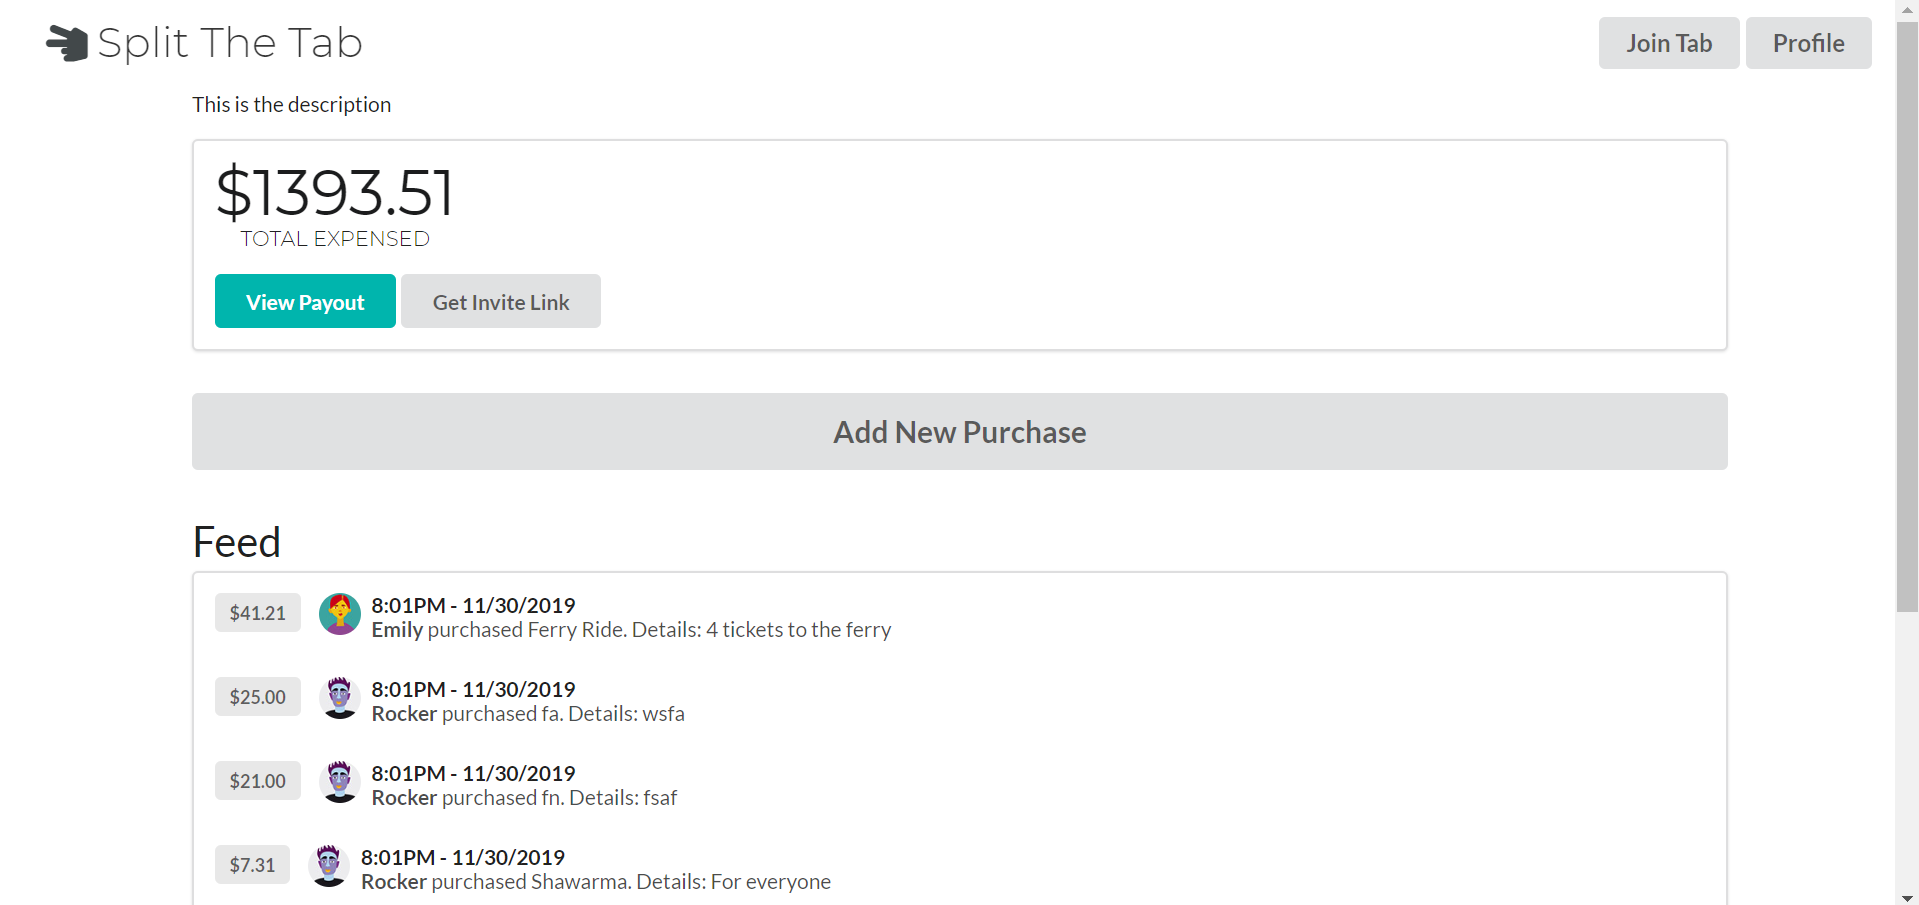 Split The Tab
Join Tab
Profile
This is the description
$1393.51
TOTAL EXPENSED
View Payout
Get Invite Link
Add New Purchase
Feed
$41.21
8:01PM - 11/30/2019
Emily purchased Ferry Ride. Details: 4 tickets to the ferry
$25.00
8:01PM - 11/30/2019
Rocker purchased fa. Details: wsfa
$21.00
8:01PM - 11/30/2019
Rocker purchased fn. Details: fsaf
$7.31
8:01PM - 11/30/2019
Rocker purchased Shawarma. Details: For everyone